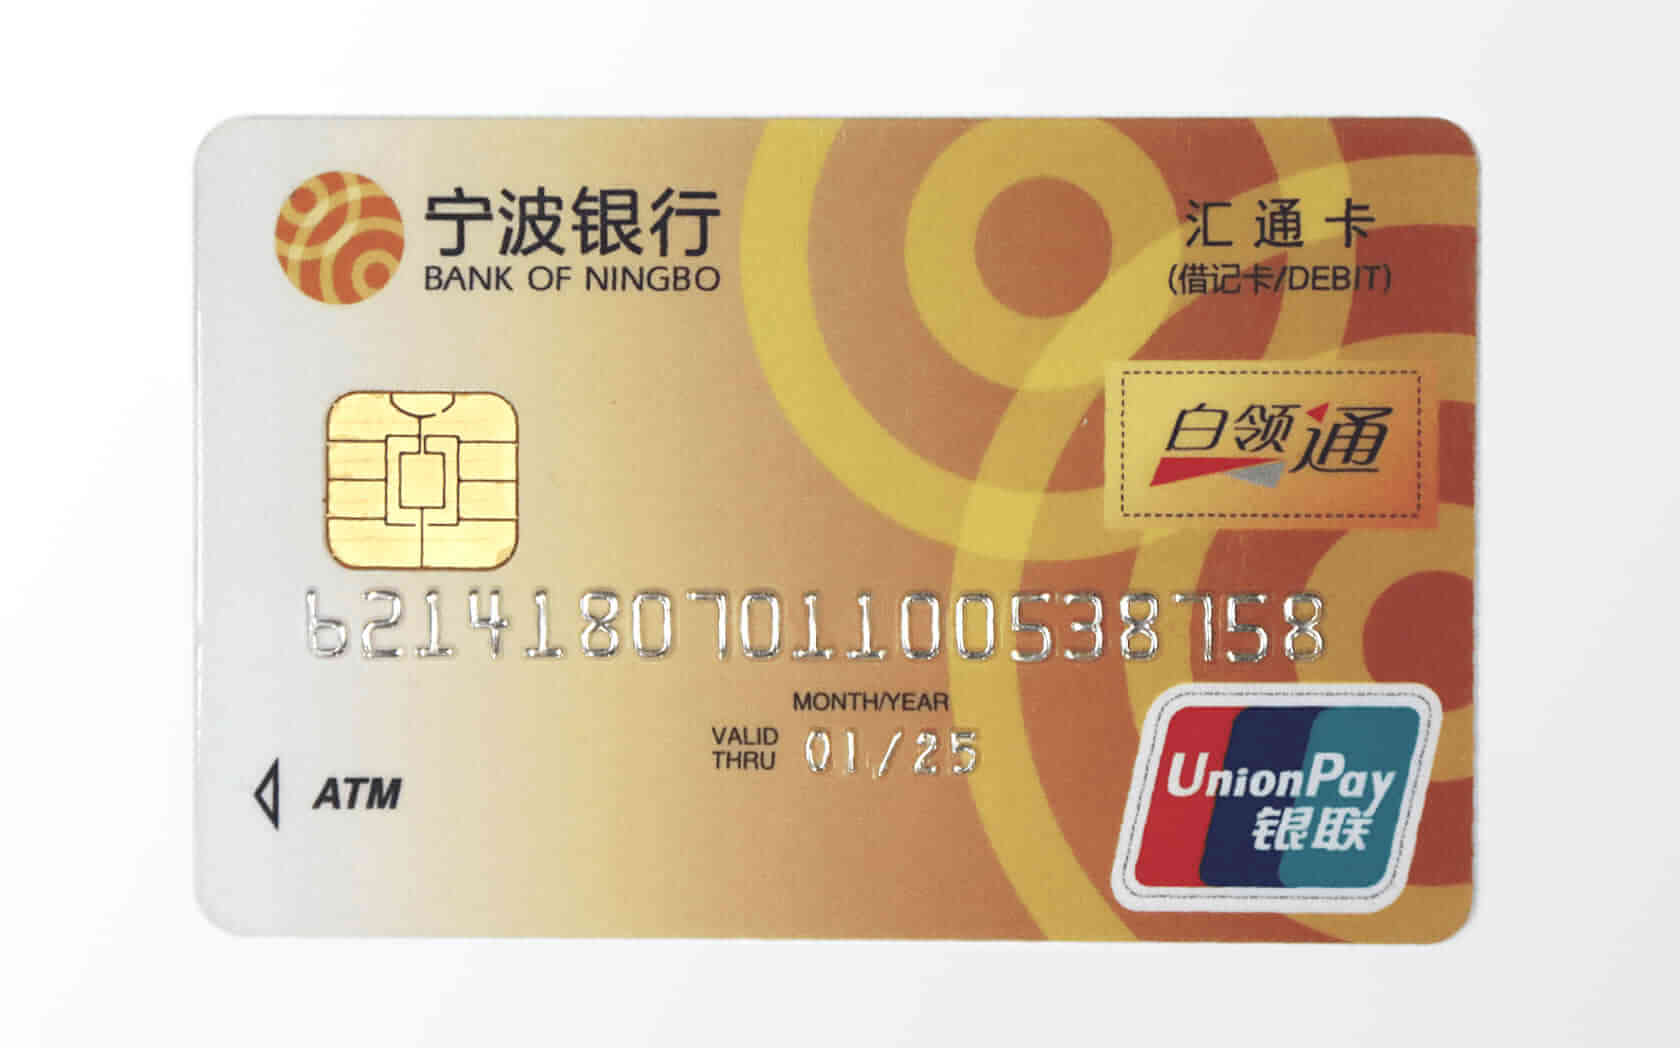 宁波银行
BANK OF NINGBO
汇通卡
(借记卡/DEBIT)
白领通
6214180701100538758
MONTH/YEAR
VALID THRU 01/25
ATM
UnionPay
银联